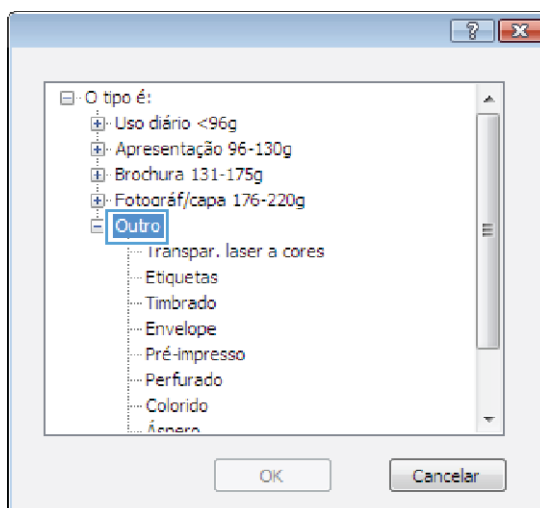 O tipo é:
Uso diário <96g
Apresentação 96-130g
Brochura 131-175g
Fotográf/capa 176-220g
Outro
Transpar. laser a cores
Etiquetas
Timbrado
Envelope
Pré-impresso
Perfurado
Colorido
Áspero
OK
Cancelar